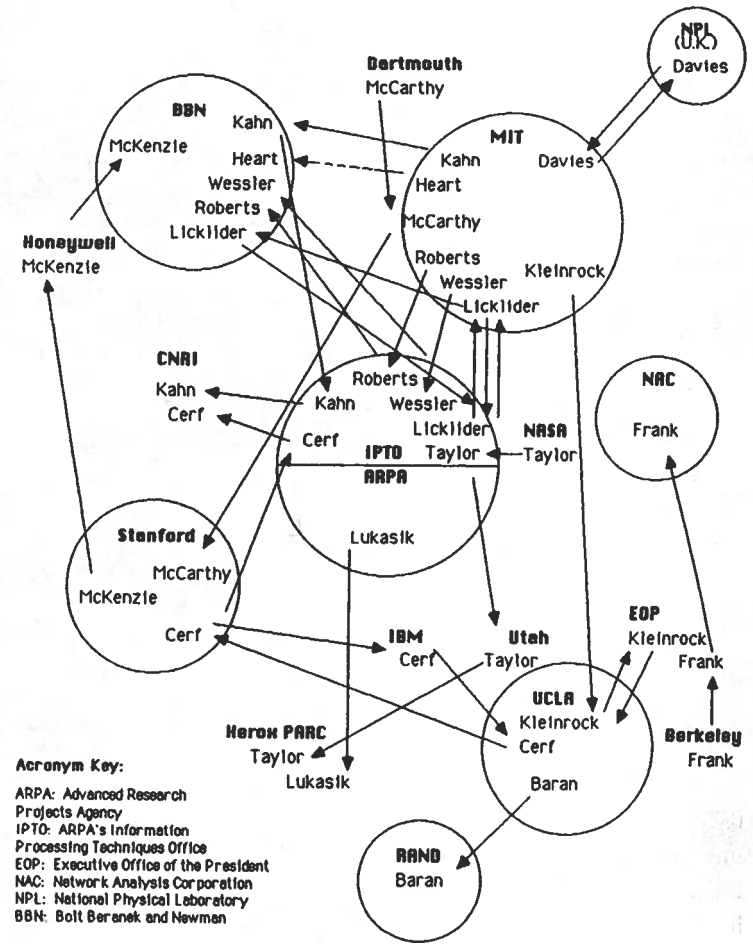 NPL
(U.K.)
Davies
Dartmouth
McCarthy
BBN
Kahn
McKenzie
Heart
Wessler
Roberts
Licklider
MIT
Kahn
Davies
Heart
McCarthy
Roberts
Wessler
Kleinrock
Licklider
Honeywell
McKenzie
CNRI
Kahn
Cerf
Roberts
Wessler
Kahn
Licklider
Cerf
Taylor
IPTO
ARPA
Lukasik
NASA
Taylor
NAC
Frank
Stanford
McCarthy
McKenzie
Cerf
IBM
Cerf
Utah
Taylor
EOP
Kleinrock
Frank
Berkeley
Frank
UCLA
Kleinrock
Cerf
Baran
Xerox PARC
Taylor
Lukasik
RAND
Baran
Acronym Key:
ARPA: Advanced Research
Projects Agency
IPTO: ARPA's Information
Processing Techniques Office
EOP: Executive Office of the President
NAC: Network Analysis Corporation
NPL: National Physical Laboratory
BBN: Bolt Beranek and Newman